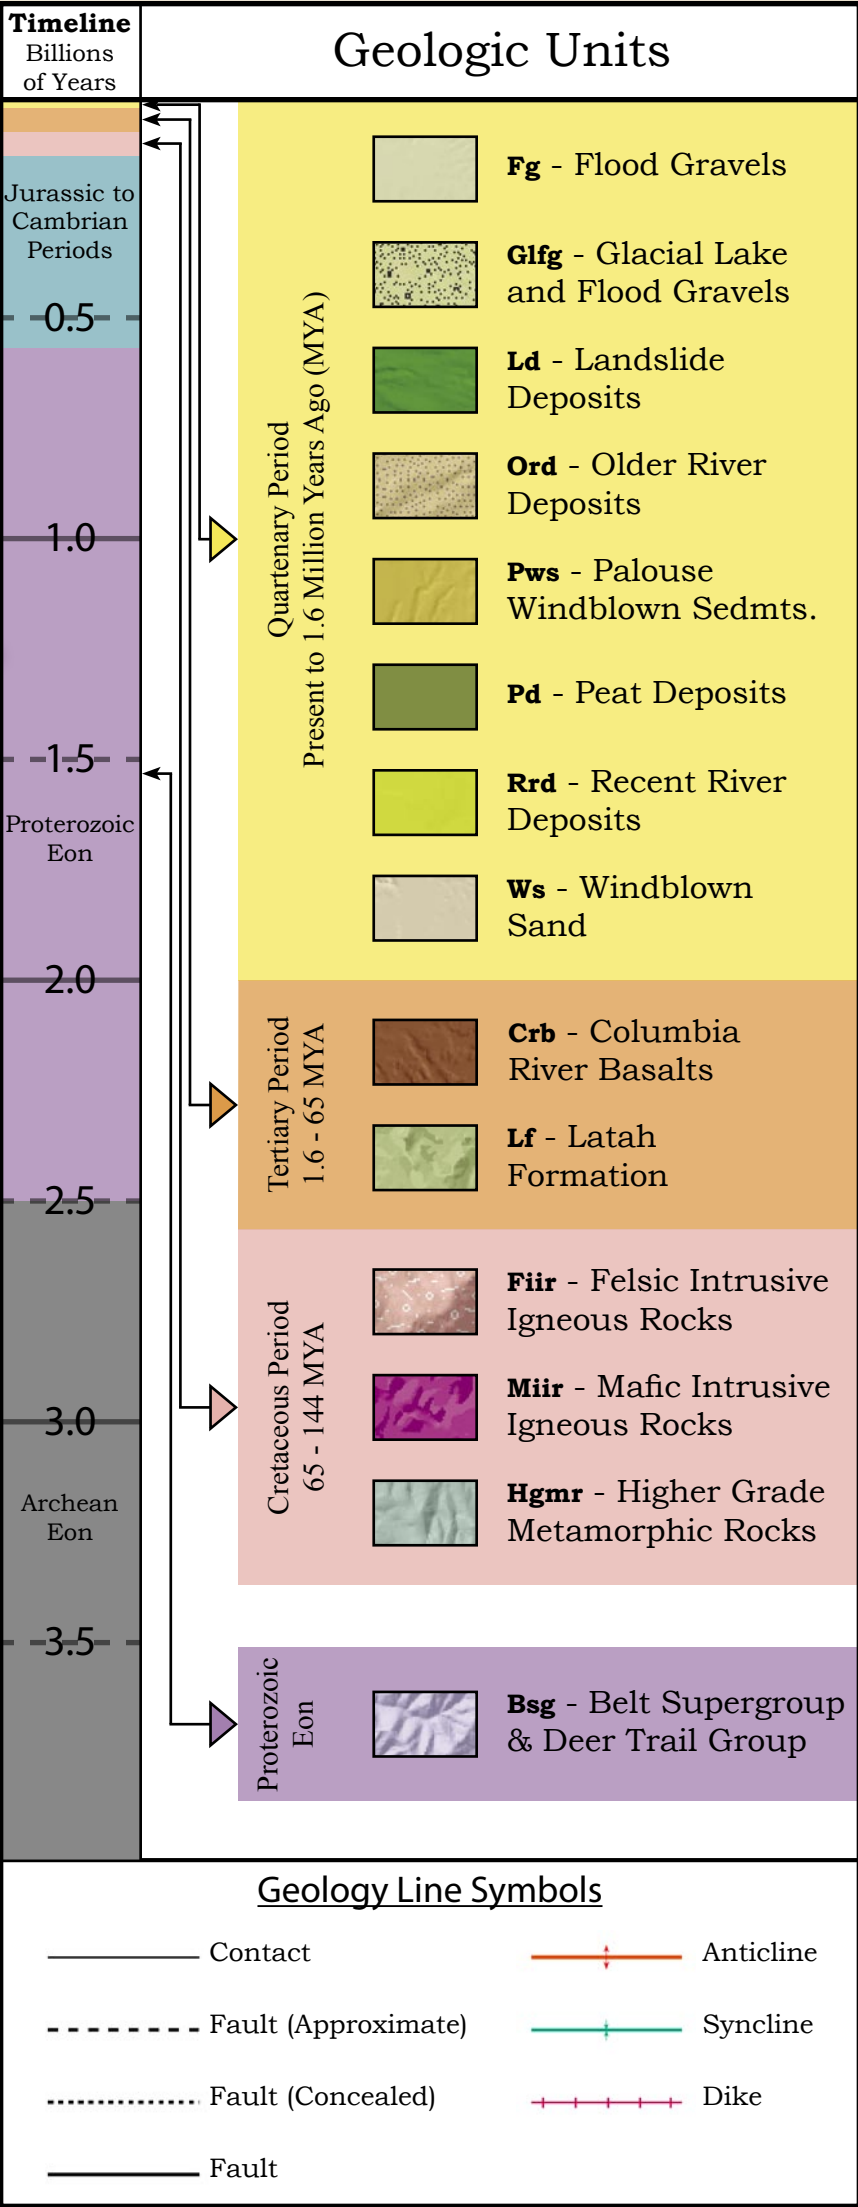 Timeline
Billions
of Years
Geologic Units
Jurassic to
Cambrian
Periods
0.5
1.0
1.5
Proterozoic
Eon
2.0
2.5
3.0
Archean
Eon
3.5
Quartenary Period
Present to 1.6 Million Years Ago (MYA)
Fg - Flood Gravels
Glfg - Glacial Lake
and Flood Gravels
Ld - Landslide
Deposits
Ord - Older River
Deposits
Pws - Palouse
Windblown Sedmts.
Pd - Peat Deposits
Rrd - Recent River
Deposits
Ws - Windblown
Sand
Tertiary Period
1.6 - 65 MYA
Crb - Columbia
River Basalts
Lf - Latah
Formation
Cretaceous Period
65 - 144 MYA
Fiir - Felsic Intrusive
Igneous Rocks
Miir - Mafic Intrusive
Igneous Rocks
Hgmr - Higher Grade
Metamorphic Rocks
Proterozoic
Eon
Bsg - Belt Supergroup
& Deer Trail Group
Geology Line Symbols
Contact
Fault (Approximate)
Fault (Concealed)
Fault
Anticline
Syncline
Dike